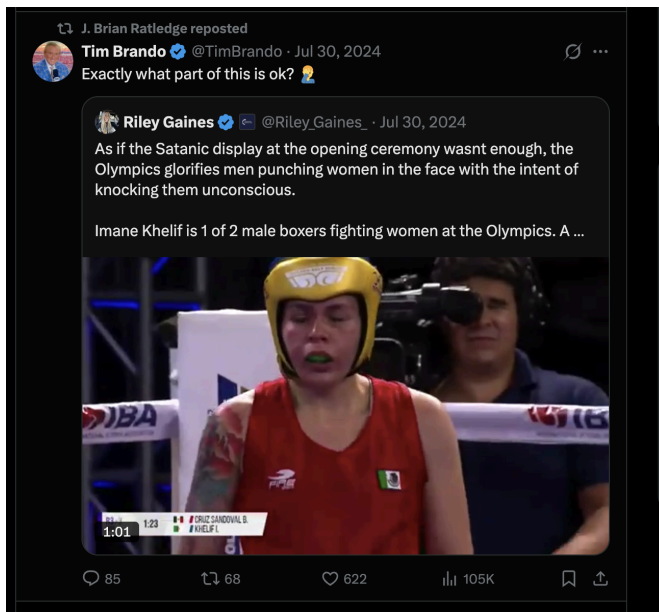 J. Brian Ratledge reposted
Tim Brando @TimBrando · Jul 30, 2024
Exactly what part of this is ok? 🤦‍♂️
Riley Gaines @Riley_Gaines_ · Jul 30, 2024
As if the Satanic display at the opening ceremony wasnt enough, the
Olympics glorifies men punching women in the face with the intent of
knocking them unconscious.
Imane Khelif is 1 of 2 male boxers fighting women at the Olympics. A ...
IBA
IB
1:23
CRUZ SANDOVAL B.
KHELIF I.
1:01
85
68
622
105K